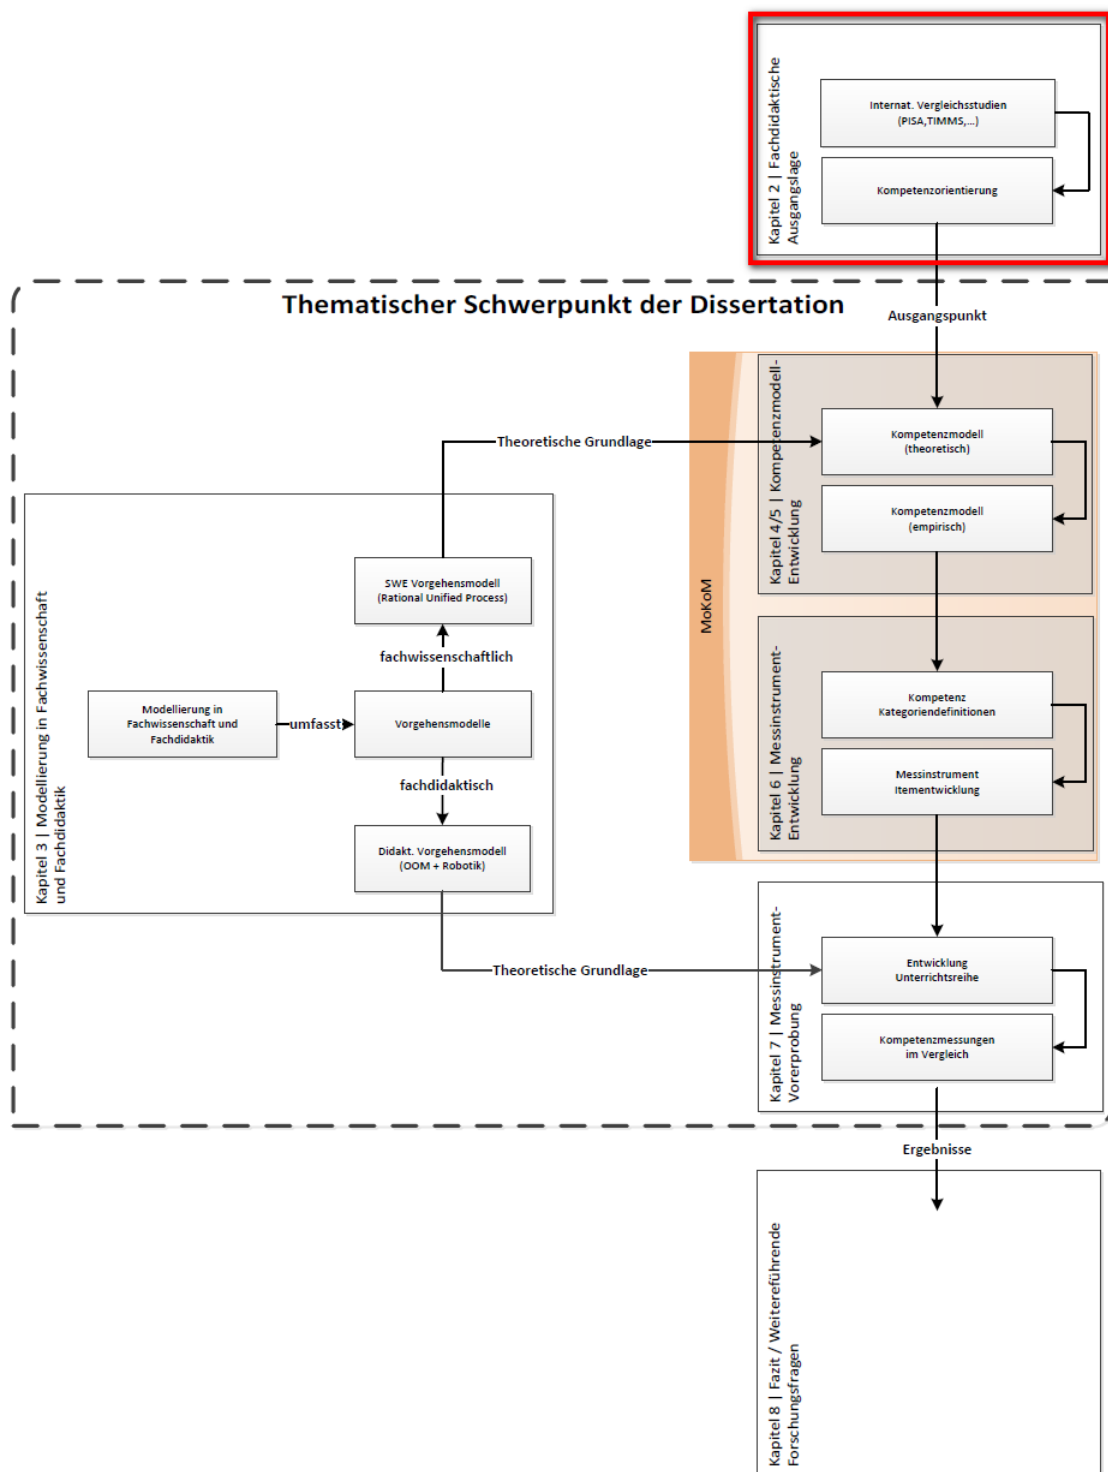 Kapitel 2 | Fachdidaktische
Ausgangslage
Internat. Vergleichsstudien
(PISA,TIMMS,...)
Kompetenzorientierung
Thematischer Schwerpunkt der Dissertation
Ausgangspunkt
MoKoM
Kapitel 4/5 | Kompetenzmodell-
Entwicklung
Kompetenzmodell
(theoretisch)
Kompetenzmodell
(empirisch)
Theoretische Grundlage
Kapitel 3 | Modellierung in Fachwissenschaft
und Fachdidaktik
SWE Vorgehensmodell
(Rational Unified Process)
fachwissenschaftlich
Modellierung in
Fachwissenschaft und
Fachdidaktik
umfasst
Vorgehensmodelle
fachdidaktisch
Didakt. Vorgehensmodell
(OOM + Robotik)
Kapitel 6 | Messinstrument-
Entwicklung
Kompetenz
Kategoriendefinitionen
Messinstrument
Itementwicklung
Theoretische Grundlage
Kapitel 7 | Messinstrument-
Vorerprobung
Entwicklung
Unterrichtsreihe
Kompetenzmessungen
im Vergleich
Ergebnisse
Kapitel 8 | Fazit / Weitereführende
Forschungsfragen